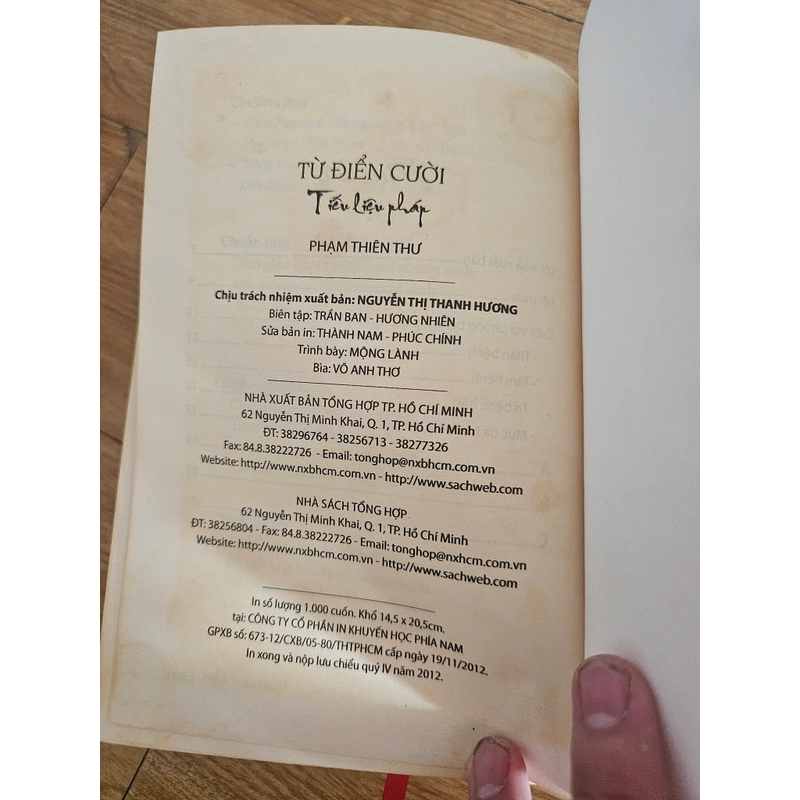 TỪ ĐIỂN CƯỜI
Tiếu liệu pháp
PHẠM THIÊN THƯ
Chịu trách nhiệm xuất bản: NGUYỄN THỊ THANH HƯƠNG
Biên tập: TRẦN BAN - HƯƠNG NHIÊN
Sửa bản in: THÀNH NAM - PHÚC CHÍNH
Trình bày: MỘNG LÀNH
Bìa: VÕ ANH THƠ
NHÀ XUẤT BẢN TỔNG HỢP TP. HỒ CHÍ MINH
62 Nguyễn Thị Minh Khai, Q. 1, TP. Hồ Chí Minh
ĐT: 38296764 - 38256713 - 38277326
Fax: 84.8.38222726 - Email: tonghop@nxbhcm.com.vn
Website: http://www.nxbhcm.com.vn - http://www.sachweb.com
NHÀ SÁCH TỔNG HỢP
62 Nguyễn Thị Minh Khai, Q. 1, TP. Hồ Chí Minh
ĐT: 38256804 - Fax: 84.8.38222726 - Email: tonghop@nxhcm.com.vn
Website: http://www.nxbhcm.com.vn - http://www.sachweb.com
In số lượng 1.000 cuốn. Khổ 14,5 x 20,5cm.
tại: CÔNG TY CỔ PHẦN IN KHUYẾN HỌC PHÍA NAM
GPXB số: 673-12/CXB/05-80/THTPHCM cấp ngày 19/11/2012.
In xong và nộp lưu chiểu quý IV năm 2012.